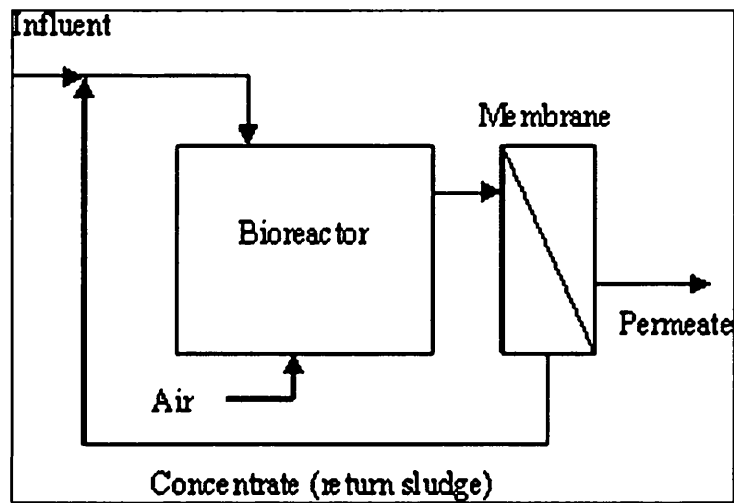 Influent
Membrane
Bioreactor
Permeate
Air
Concentrate (return sludge)